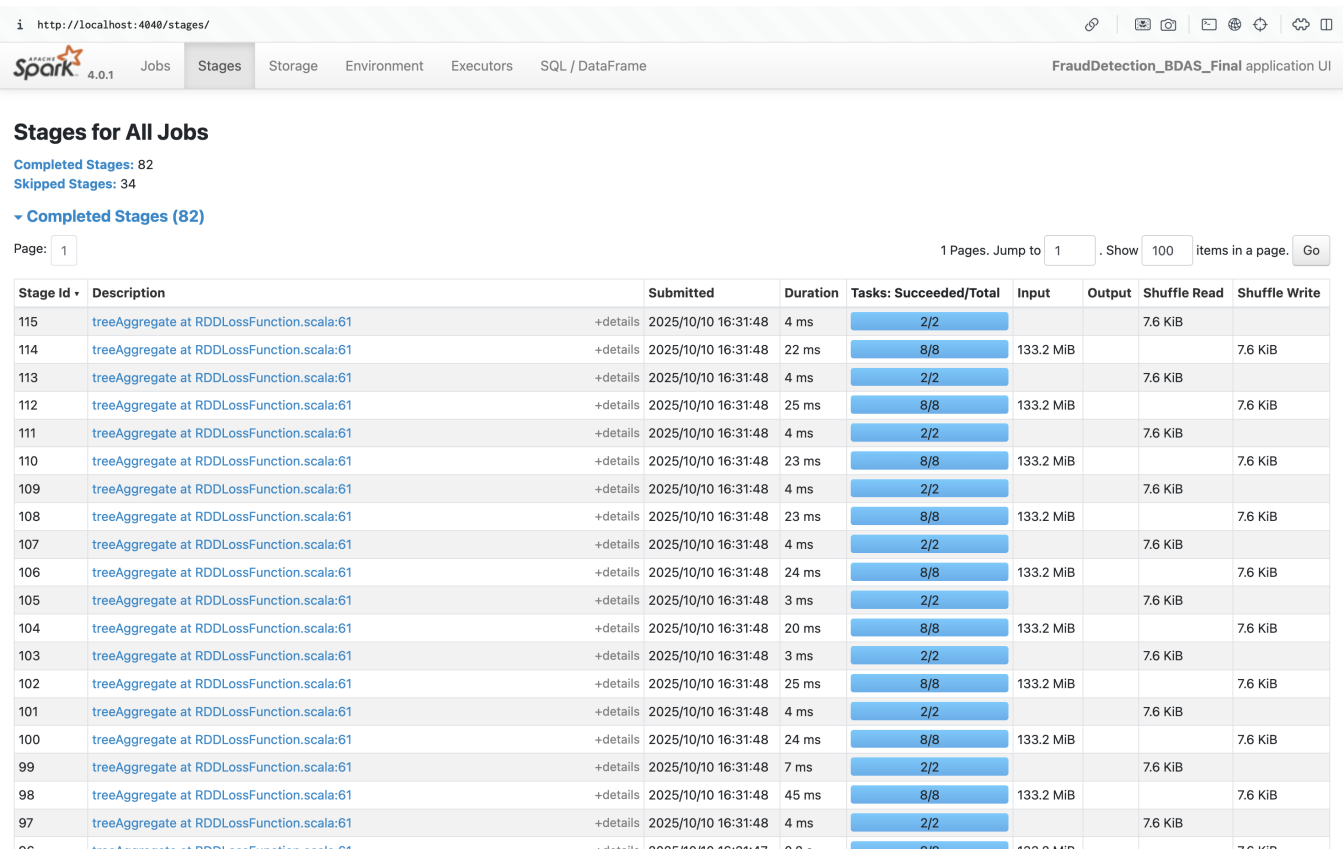 i http://localhost:4040/stages/
APACHE Spark 4.0.1 Jobs Stages Storage Environment Executors SQL / DataFrame FraudDetection_BDAS_Final application UI
Stages for All Jobs
Completed Stages: 82
Skipped Stages: 34
Completed Stages (82)
Page: 1 1 Pages. Jump to 1 . Show 100 items in a page. Go
Stage Id Description Submitted Duration Tasks: Succeeded/Total Input Output Shuffle Read Shuffle Write
115 treeAggregate at RDDLossFunction.scala:61 +details 2025/10/10 16:31:48 4 ms 2/2 7.6 KiB
114 treeAggregate at RDDLossFunction.scala:61 +details 2025/10/10 16:31:48 22 ms 8/8 133.2 MiB 7.6 KiB
113 treeAggregate at RDDLossFunction.scala:61 +details 2025/10/10 16:31:48 4 ms 2/2 7.6 KiB
112 treeAggregate at RDDLossFunction.scala:61 +details 2025/10/10 16:31:48 25 ms 8/8 133.2 MiB 7.6 KiB
111 treeAggregate at RDDLossFunction.scala:61 +details 2025/10/10 16:31:48 4 ms 2/2 7.6 KiB
110 treeAggregate at RDDLossFunction.scala:61 +details 2025/10/10 16:31:48 23 ms 8/8 133.2 MiB 7.6 KiB
109 treeAggregate at RDDLossFunction.scala:61 +details 2025/10/10 16:31:48 4 ms 2/2 7.6 KiB
108 treeAggregate at RDDLossFunction.scala:61 +details 2025/10/10 16:31:48 23 ms 8/8 133.2 MiB 7.6 KiB
107 treeAggregate at RDDLossFunction.scala:61 +details 2025/10/10 16:31:48 4 ms 2/2 7.6 KiB
106 treeAggregate at RDDLossFunction.scala:61 +details 2025/10/10 16:31:48 24 ms 8/8 133.2 MiB 7.6 KiB
105 treeAggregate at RDDLossFunction.scala:61 +details 2025/10/10 16:31:48 3 ms 2/2 7.6 KiB
104 treeAggregate at RDDLossFunction.scala:61 +details 2025/10/10 16:31:48 20 ms 8/8 133.2 MiB 7.6 KiB
103 treeAggregate at RDDLossFunction.scala:61 +details 2025/10/10 16:31:48 3 ms 2/2 7.6 KiB
102 treeAggregate at RDDLossFunction.scala:61 +details 2025/10/10 16:31:48 25 ms 8/8 133.2 MiB 7.6 KiB
101 treeAggregate at RDDLossFunction.scala:61 +details 2025/10/10 16:31:48 4 ms 2/2 7.6 KiB
100 treeAggregate at RDDLossFunction.scala:61 +details 2025/10/10 16:31:48 24 ms 8/8 133.2 MiB 7.6 KiB
99 treeAggregate at RDDLossFunction.scala:61 +details 2025/10/10 16:31:48 7 ms 2/2 7.6 KiB
98 treeAggregate at RDDLossFunction.scala:61 +details 2025/10/10 16:31:48 45 ms 8/8 133.2 MiB 7.6 KiB
97 treeAggregate at RDDLossFunction.scala:61 +details 2025/10/10 16:31:48 4 ms 2/2 7.6 KiB